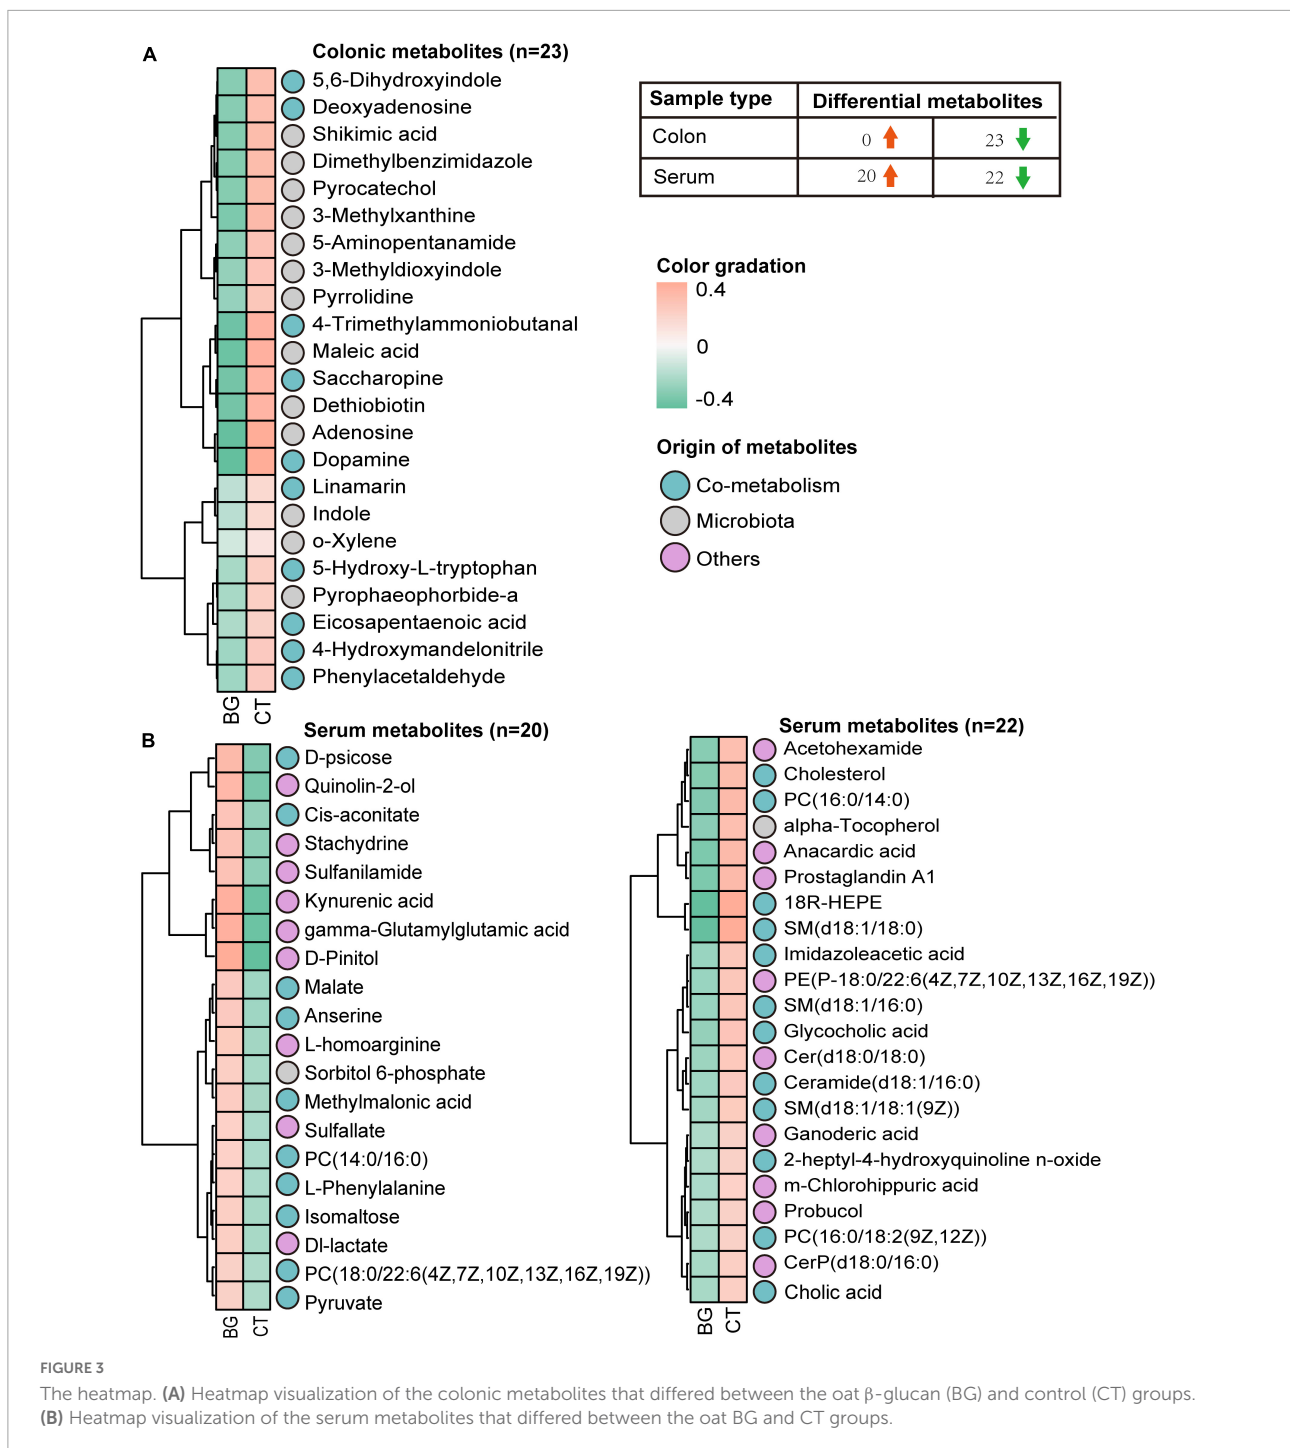 A
Colonic metabolites (n=23)
5,6-Dihydroxyindole
Deoxyadenosine
Shikimic acid
Dimethylbenzimidazole
Pyrocatechol
3-Methylxanthine
5-Aminopentanamide
3-Methyldioxyindole
Pyrrolidine
4-Trimethylammoniobutanal
Maleic acid
Saccharopine
Dethiobiotin
Adenosine
Dopamine
Linamarin
Indole
o-Xylene
5-Hydroxy-L-tryptophan
Pyrophaeophorbide-a
Eicosapentaenoic acid
4-Hydroxymandelonitrile
Phenylacetaldehyde
BG CT
Sample type Differential metabolites
Colon 0 23
Serum 20 22
Color gradation
0.4
0
-0.4
Origin of metabolites
Co-metabolism
Microbiota
Others
B
Serum metabolites (n=20)
D-psicose
Quinolin-2-ol
Cis-aconitate
Stachydrine
Sulfanilamide
Kynurenic acid
gamma-Glutamylglutamic acid
D-Pinitol
Malate
Anserine
L-homoarginine
Sorbitol 6-phosphate
Methylmalonic acid
Sulfallate
PC(14:0/16:0)
L-Phenylalanine
Isomaltose
Dl-lactate
PC(18:0/22:6(4Z,7Z,10Z,13Z,16Z,19Z))
Pyruvate
BG CT
Serum metabolites (n=22)
Acetohexamide
Cholesterol
PC(16:0/14:0)
alpha-Tocopherol
Anacardic acid
Prostaglandin A1
18R-HEPE
SM(d18:1/18:0)
Imidazoleacetic acid
PE(P-18:0/22:6(4Z,7Z,10Z,13Z,16Z,19Z))
SM(d18:1/16:0)
Glycocholic acid
Cer(d18:0/18:0)
Ceramide(d18:1/16:0)
SM(d18:1/18:1(9Z))
Ganoderic acid
2-heptyl-4-hydroxyquinoline n-oxide
m-Chlorohippuric acid
Probucol
PC(16:0/18:2(9Z,12Z))
CerP(d18:0/16:0)
Cholic acid
BG CT
FIGURE 3
The heatmap. (A) Heatmap visualization of the colonic metabolites that differed between the oat β-glucan (BG) and control (CT) groups.
(B) Heatmap visualization of the serum metabolites that differed between the oat BG and CT groups.